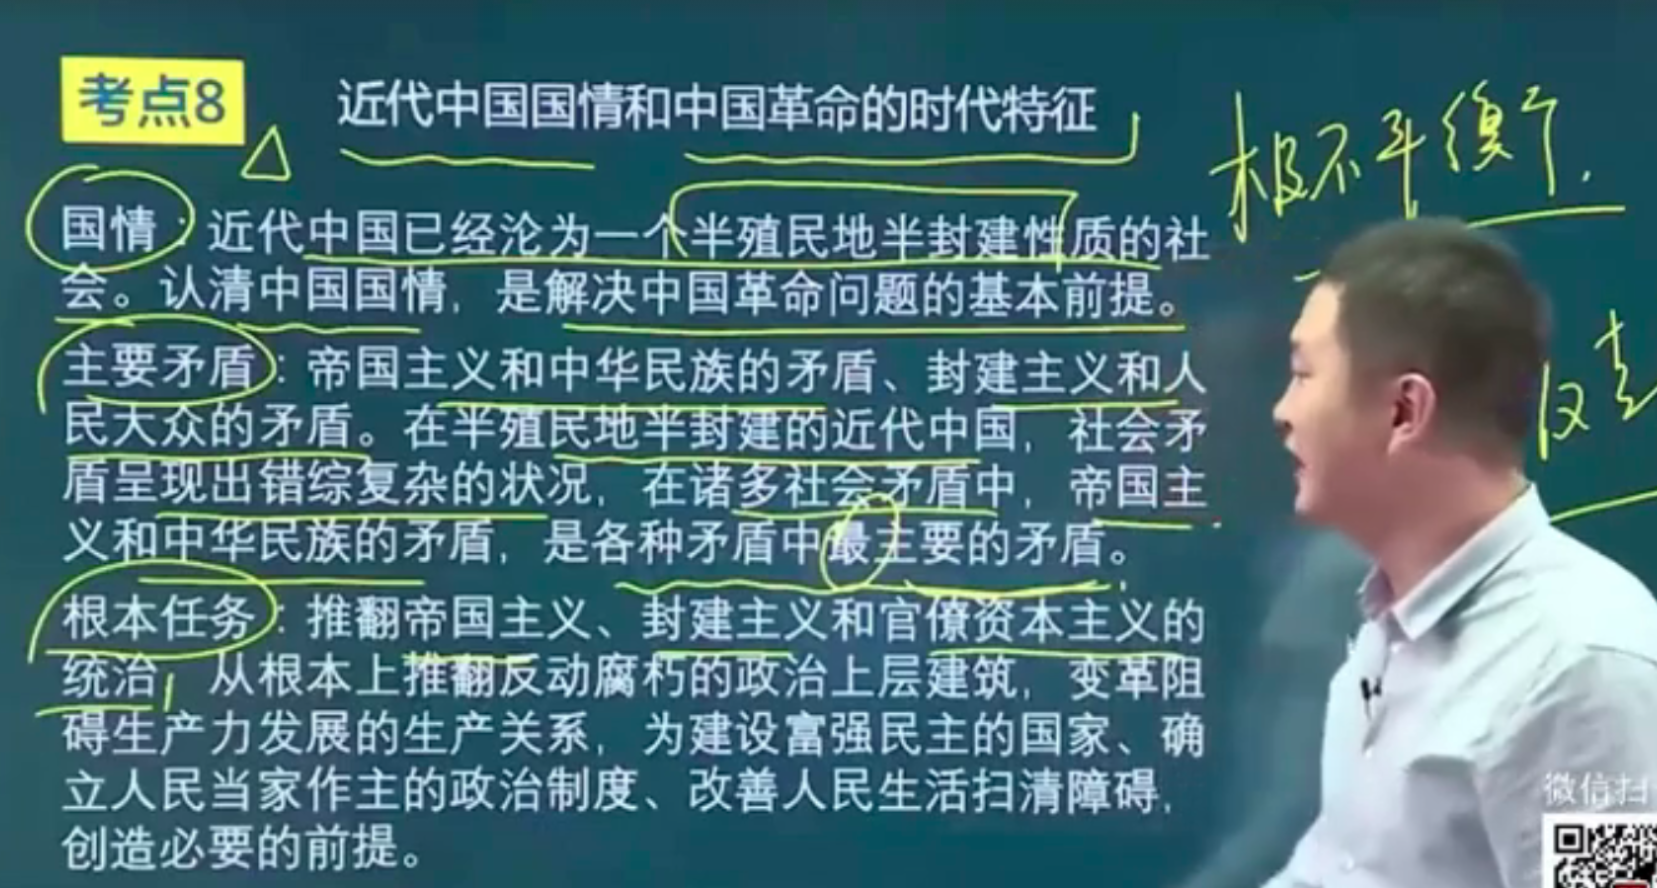 考点8 近代中国国情和中国革命的时代特征
极不平衡
国情：近代中国已经沦为一个半殖民地半封建性质的社
会。认清中国国情，是解决中国革命问题的基本前提。
主要矛盾：帝国主义和中华民族的矛盾、封建主义和人
民大众的矛盾。在半殖民地半封建的近代中国，社会矛
盾呈现出错综复杂的状况，在诸多社会矛盾中，帝国主
义和中华民族的矛盾，是各种矛盾中最主要的矛盾。
根本任务：推翻帝国主义、封建主义和官僚资本主义的
统治，从根本上推翻反动腐朽的政治上层建筑，变革阻
碍生产力发展的生产关系，为建设富强民主的国家、确
立人民当家作主的政治制度、改善人民生活扫清障碍，
创造必要的前提。
微信扫